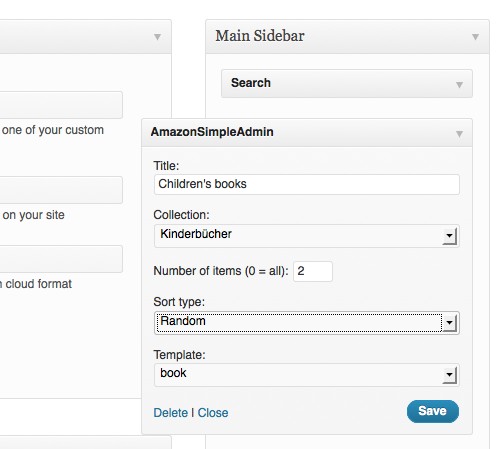 Main Sidebar
Search
one of your custom
on your site
n cloud format
AmazonSimpleAdmin
Title:
Children's books
Collection:
Kinderbücher
Number of items (0 = all): 2
Sort type:
Random
Template:
book
Delete | Close
Save